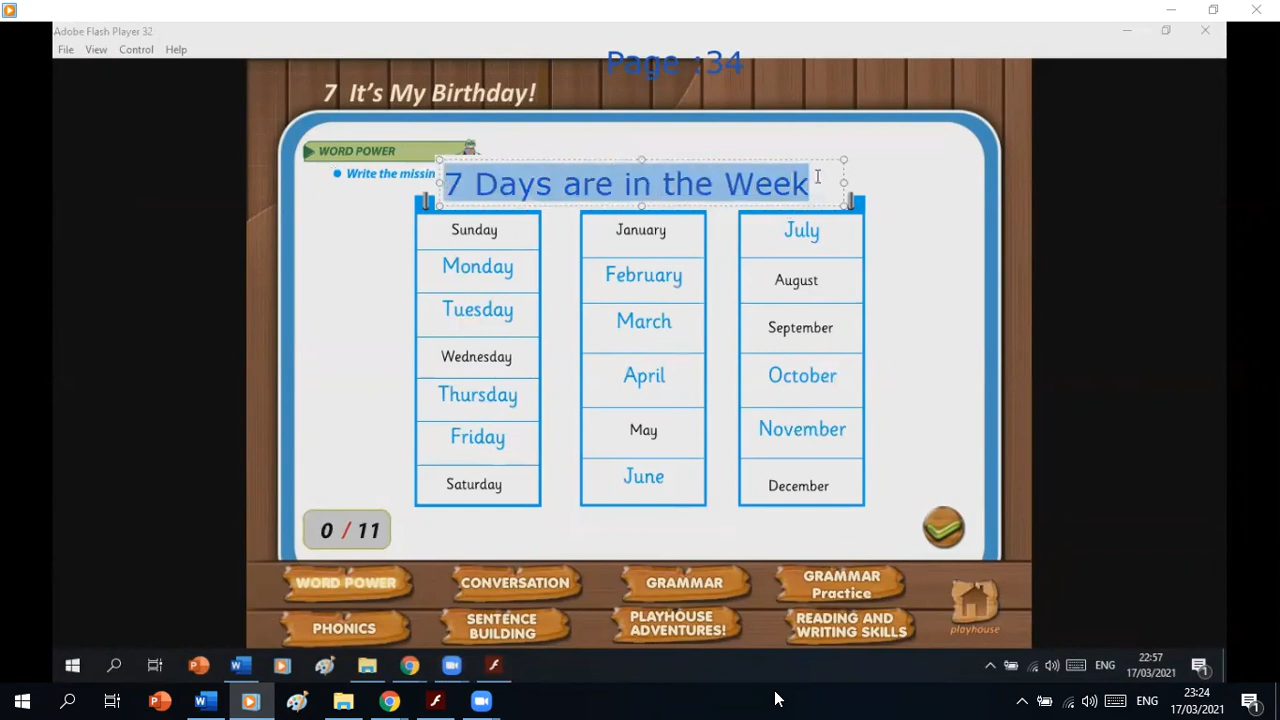 Adobe Flash Player 32
File View Control Help
Page :34
7 It's My Birthday!
WORD POWER
Write the missin
7 Days are in the Week
Sunday
Monday
Tuesday
Wednesday
Thursday
Friday
Saturday
January
February
March
April
May
June
July
August
September
October
November
December
0 / 11
WORD POWER
CONVERSATION
GRAMMAR
GRAMMAR
Practice
PHONICS
SENTENCE
BUILDING
PLAYHOUSE
ADVENTURES!
READING AND
WRITING SKILLS
playhouse
ENG
22:57
17/03/2021
1
ENG
23:24
17/03/2021
1